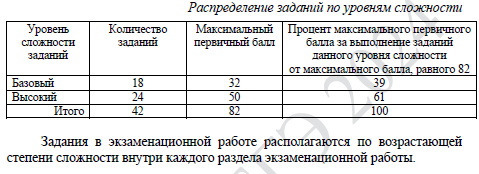 Распределение заданий по уровням сложности
Уровень сложности заданий | Количество заданий | Максимальный первичный балл | Процент максимального первичного балла за выполнение заданий данного уровня сложности от максимального балла, равного 82
Базовый 18 32 39
Высокий 24 50 61
Итого 42 82 100
Задания в экзаменационной работе располагаются по возрастающей
степени сложности внутри каждого раздела экзаменационной работы.
2024